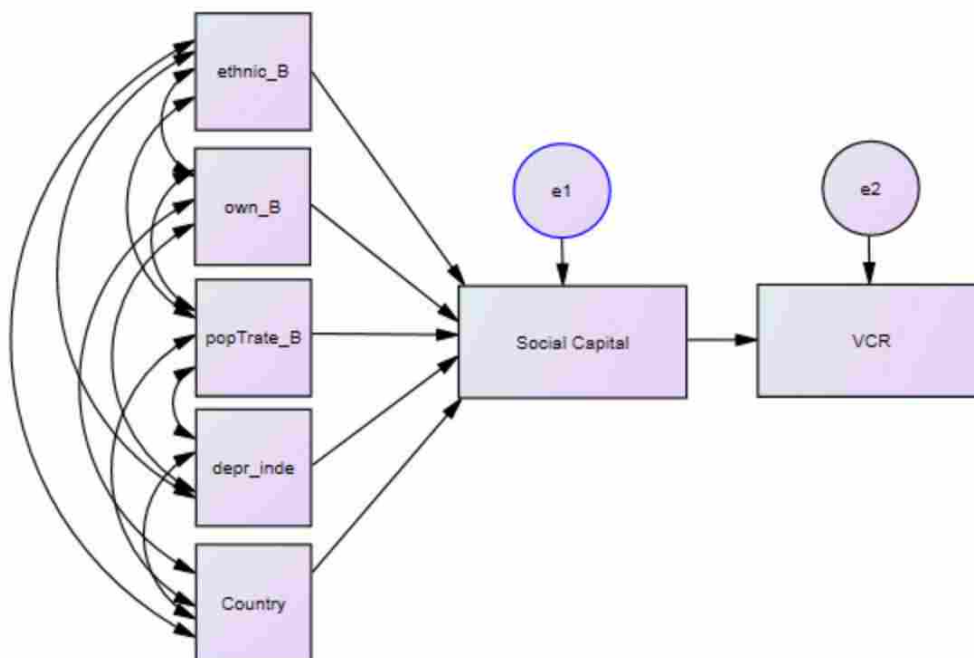 ethnic_B
own_B
popTrate_B
depr_inde
Country
e1
e2
Social Capital
VCR